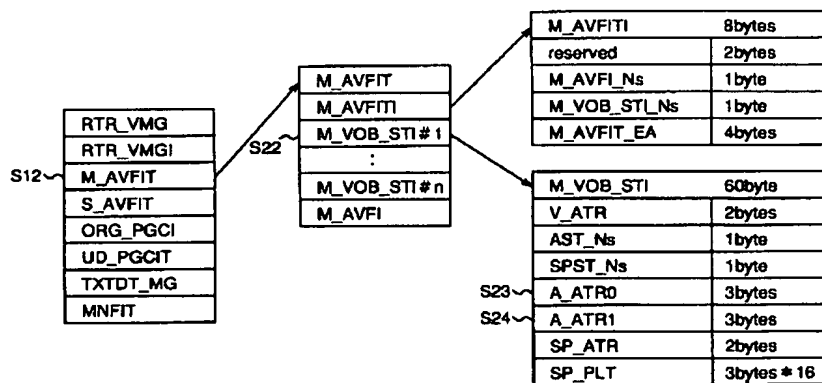 RTR_VMG
RTR_VMGI
S12 M_AVFIT
S_AVFIT
ORG_PGCI
UD_PGCIT
TXTDT_MG
MNFIT
M_AVFIT
M_AVFITI
S22 M_VOB_STI#1
:
M_VOB_STI#n
M_AVFI
M_AVFITI 8bytes
reserved 2bytes
M_AVFI_Ns 1byte
M_VOB_STI_Ns 1byte
M_AVFIT_EA 4bytes
M_VOB_STI 60byte
V_ATR 2bytes
AST_Ns 1byte
SPST_Ns 1byte
S23 A_ATR0 3bytes
S24 A_ATR1 3bytes
SP_ATR 2bytes
SP_PLT 3bytes*16